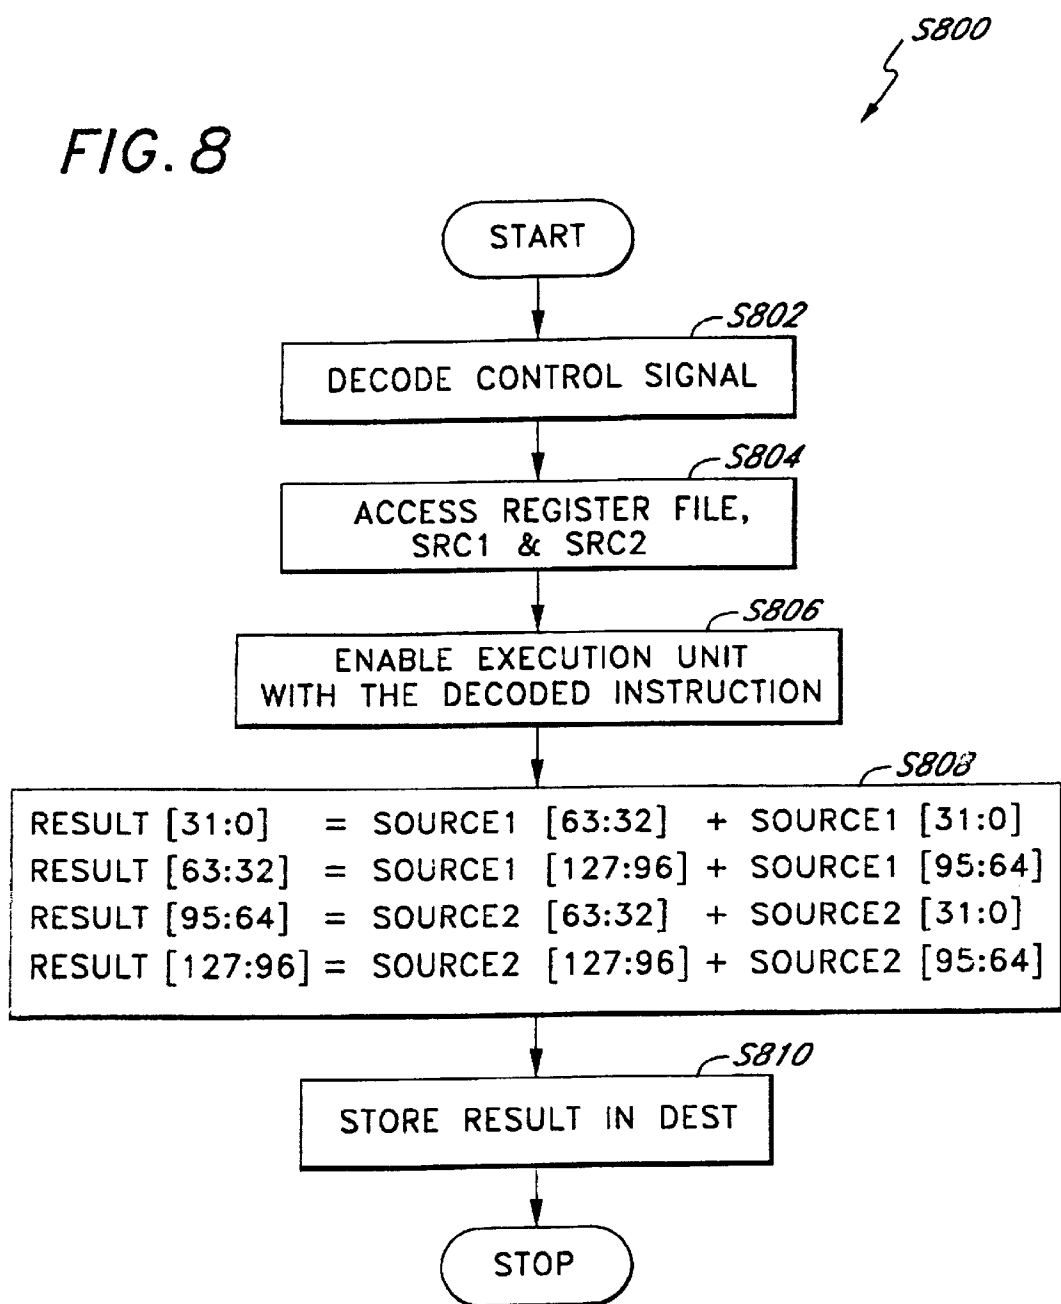 S800
FIG. 8
START
S802
DECODE CONTROL SIGNAL
S804
ACCESS REGISTER FILE,
SRC1 & SRC2
S806
ENABLE EXECUTION UNIT
WITH THE DECODED INSTRUCTION
S808
RESULT [31:0] = SOURCE1 [63:32] + SOURCE1 [31:0]
RESULT [63:32] = SOURCE1 [127:96] + SOURCE1 [95:64]
RESULT [95:64] = SOURCE2 [63:32] + SOURCE2 [31:0]
RESULT [127:96] = SOURCE2 [127:96] + SOURCE2 [95:64]
S810
STORE RESULT IN DEST
STOP